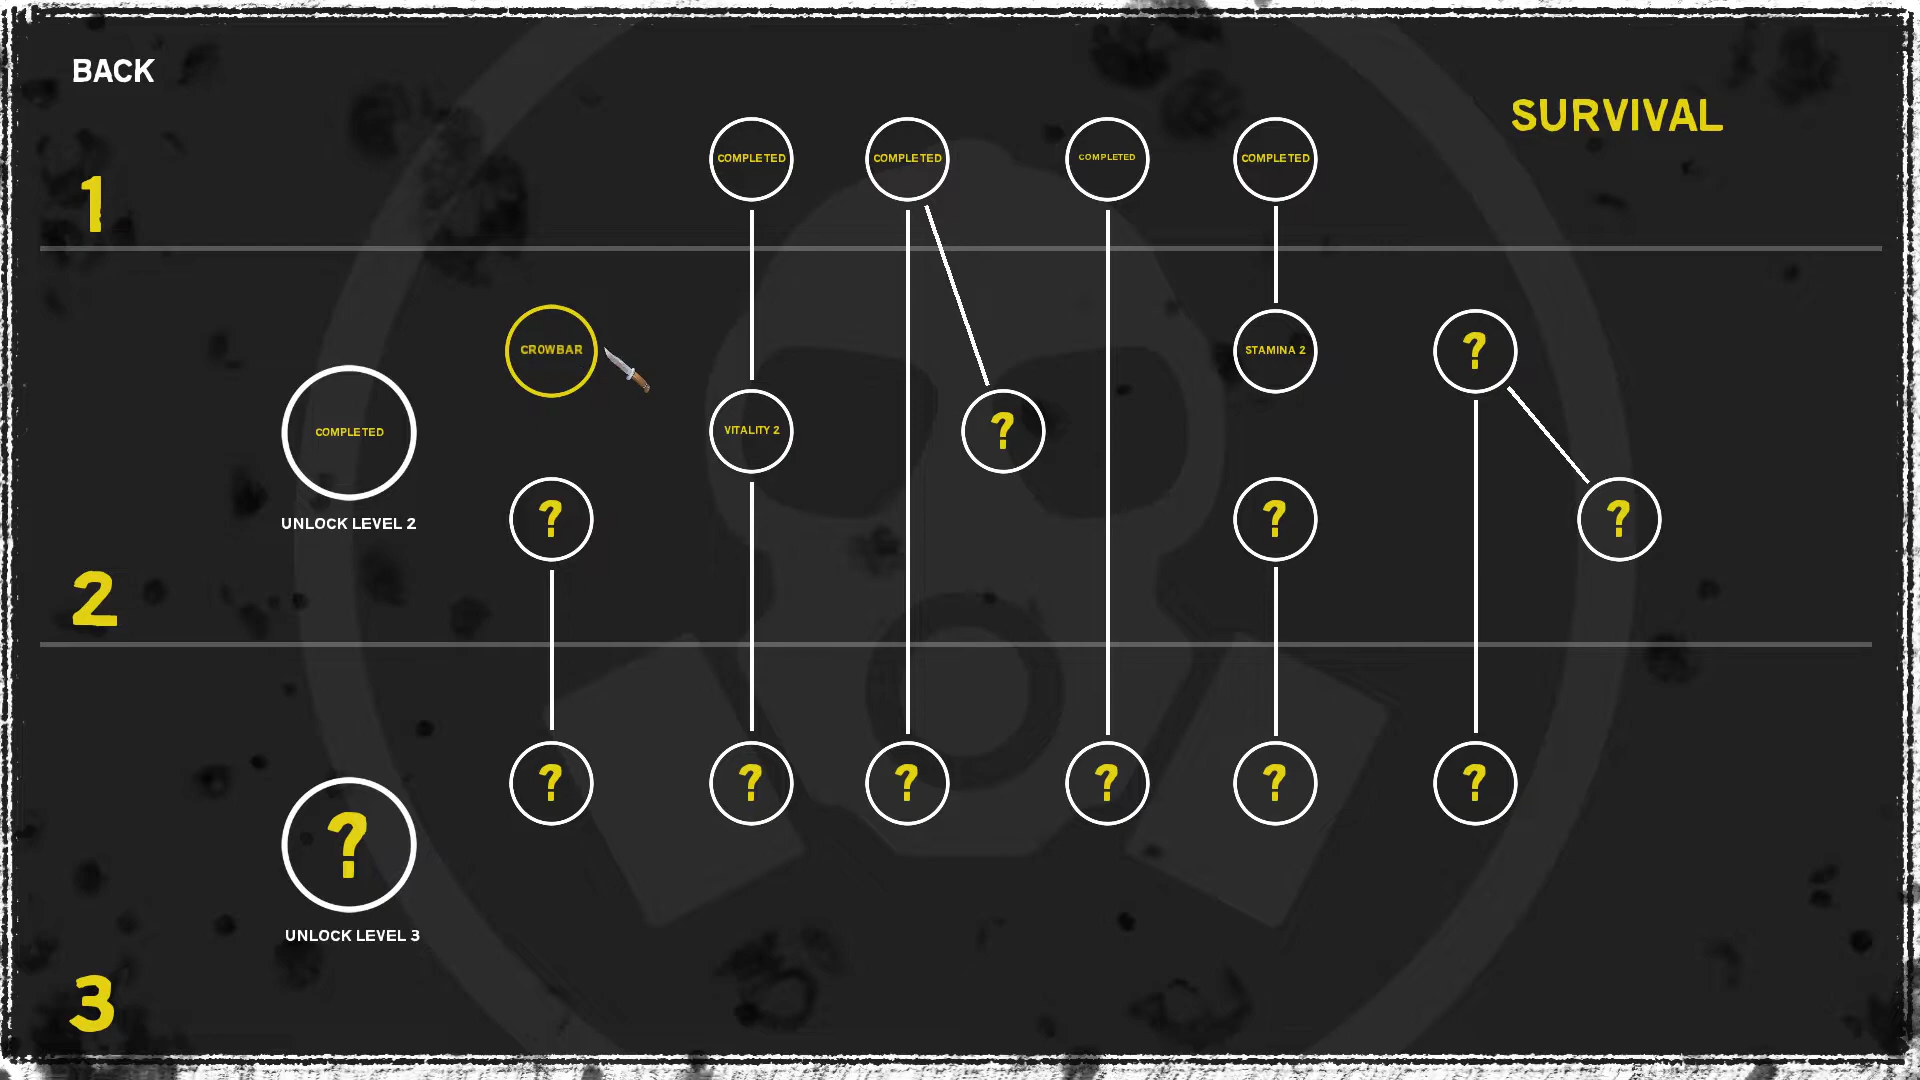 BACK
SURVIVAL
COMPLETED
COMPLETED
COMPLETED
COMPLETED
1
CROWBAR
STAMINA 2
?
COMPLETED
VITALITY 2
?
UNLOCK LEVEL 2
?
?
?
2
?
?
?
?
?
?
?
UNLOCK LEVEL 3
3